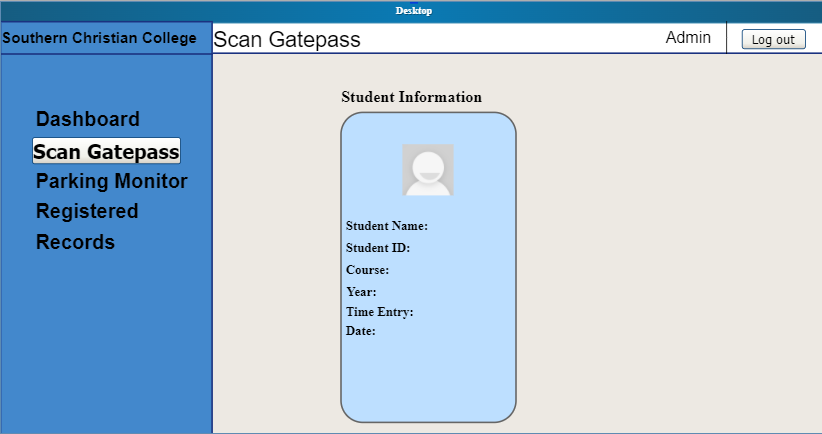 Desktop
Southern Christian College
Scan Gatepass
Admin
Log out
Dashboard
Scan Gatepass
Parking Monitor
Registered
Records
Student Information
Student Name:
Student ID:
Course:
Year:
Time Entry:
Date: